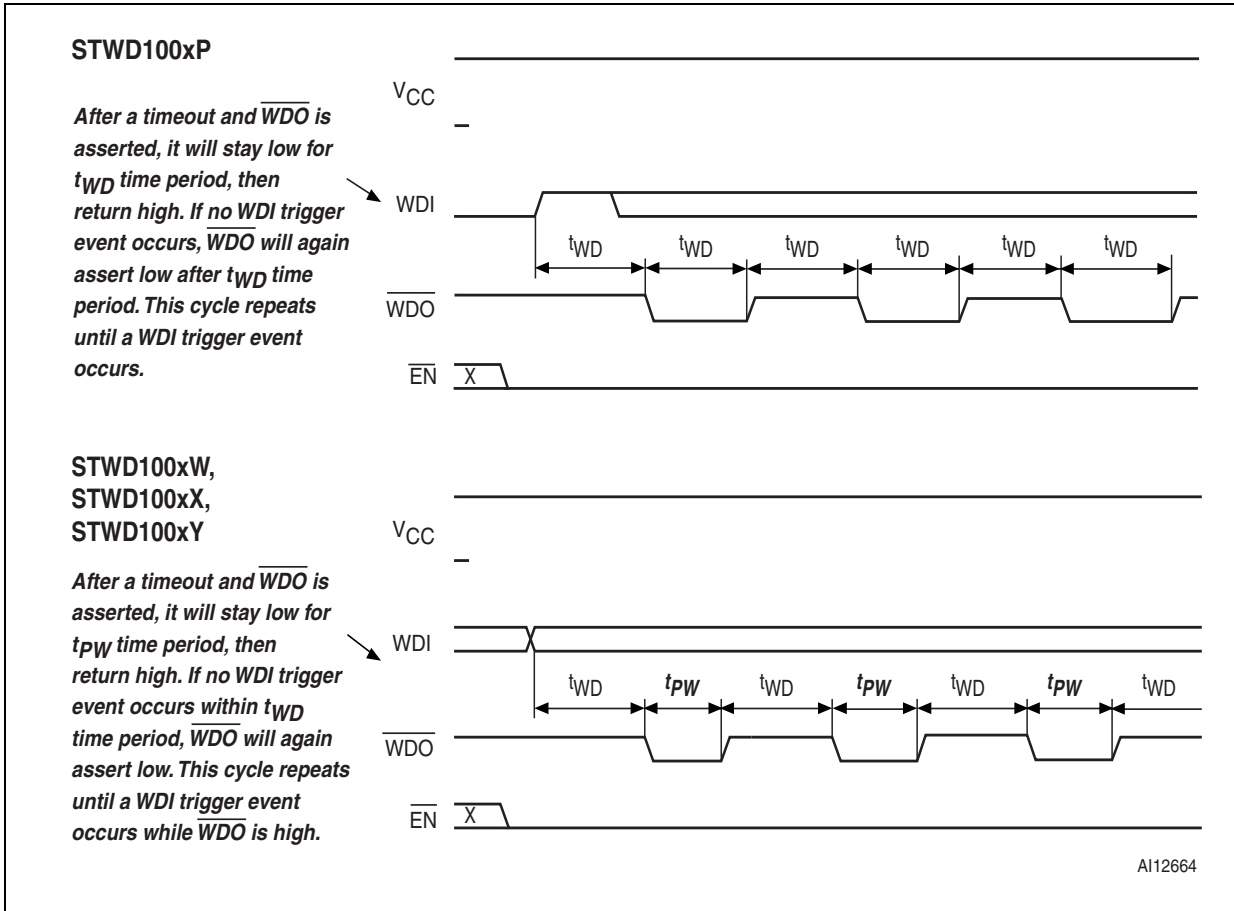 STWD100xP
After a timeout and WDO is
asserted, it will stay low for
tWD time period, then
return high. If no WDI trigger
event occurs, WDO will again
assert low after tWD time
period. This cycle repeats
until a WDI trigger event
occurs.
VCC
WDI
tWD tWD tWD tWD tWD tWD
WDO
EN X
STWD100xW,
STWD100xX,
STWD100xY
After a timeout and WDO is
asserted, it will stay low for
tPW time period, then
return high. If no WDI trigger
event occurs within tWD
time period, WDO will again
assert low. This cycle repeats
until a WDI trigger event
occurs while WDO is high.
VCC
WDI
tWD tPW tWD tPW tWD tPW tWD
WDO
EN X
AI12664